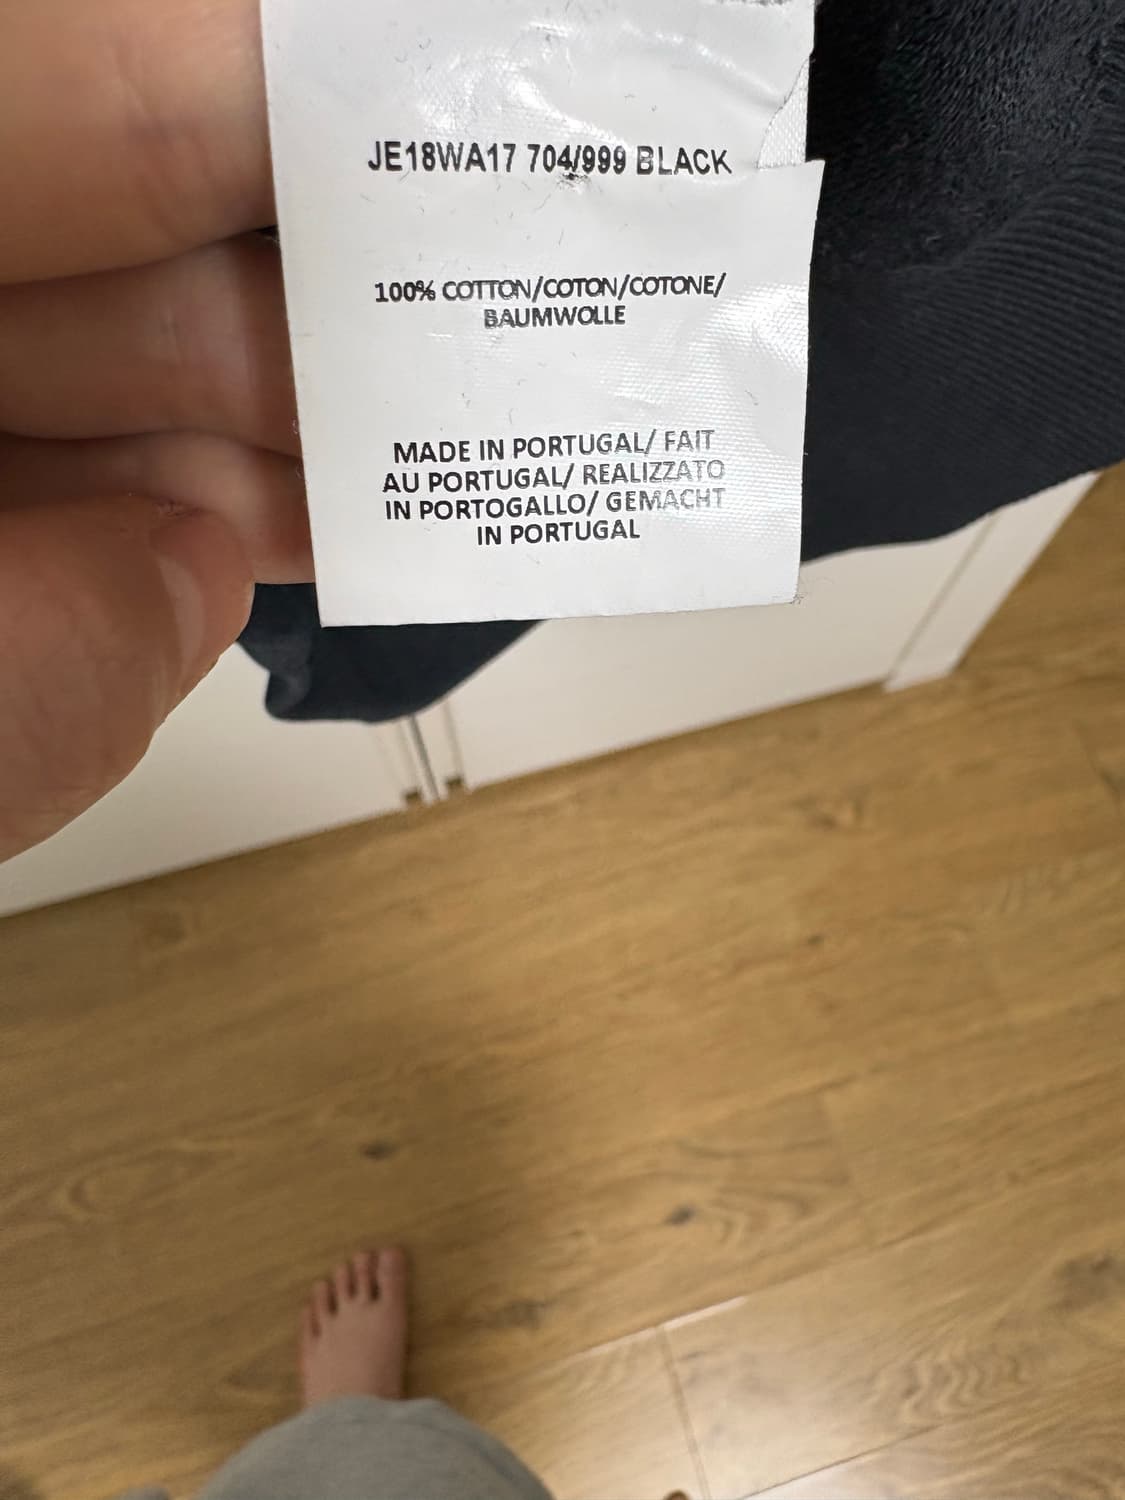 JE18WA17 704/999 BLACK
100% COTTON/COTON/COTONE/
BAUMWOLLE
MADE IN PORTUGAL/ FAIT
AU PORTUGAL/ REALIZZATO
IN PORTOGALLO/ GEMACHT
IN PORTUGAL